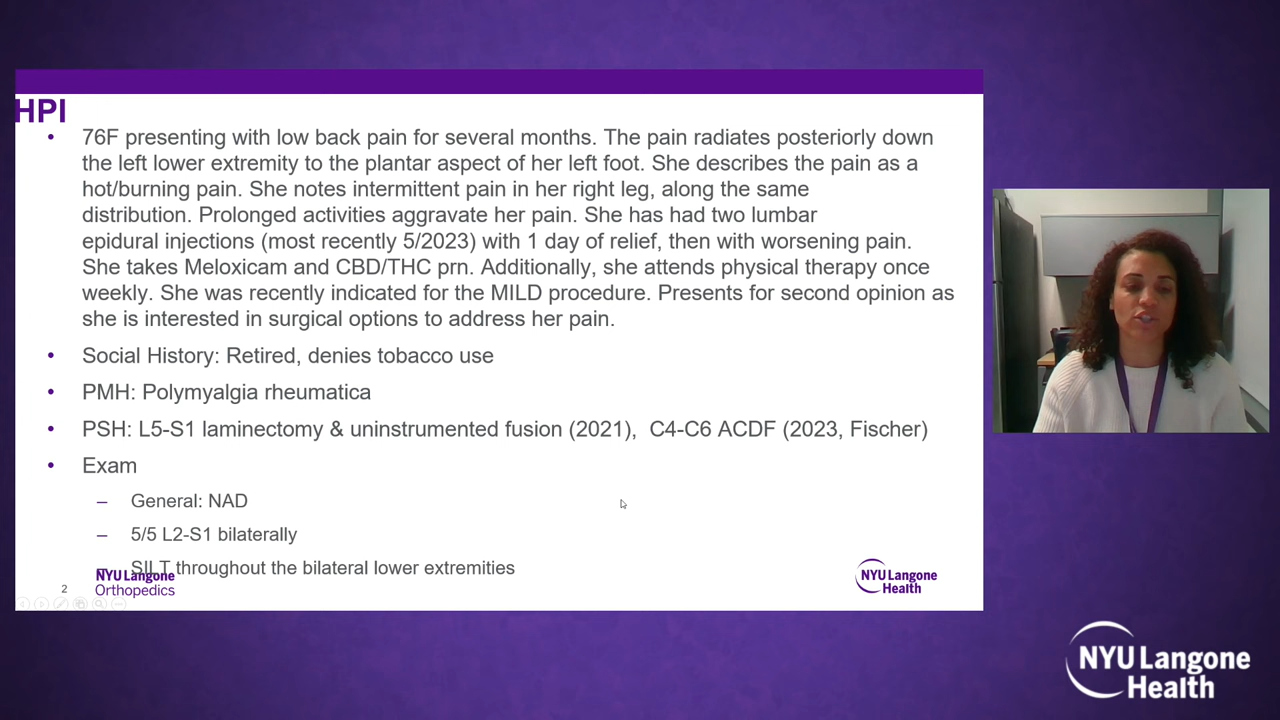 HPI
• 76F presenting with low back pain for several months. The pain radiates posteriorly down
the left lower extremity to the plantar aspect of her left foot. She describes the pain as a
hot/burning pain. She notes intermittent pain in her right leg, along the same
distribution. Prolonged activities aggravate her pain. She has had two lumbar
epidural injections (most recently 5/2023) with 1 day of relief, then with worsening pain.
She takes Meloxicam and CBD/THC prn. Additionally, she attends physical therapy once
weekly. She was recently indicated for the MILD procedure. Presents for second opinion as
she is interested in surgical options to address her pain.
• Social History: Retired, denies tobacco use
• PMH: Polymyalgia rheumatica
• PSH: L5-S1 laminectomy & uninstrumented fusion (2021), C4-C6 ACDF (2023, Fischer)
• Exam
– General: NAD
– 5/5 L2-S1 bilaterally
– SILT throughout the bilateral lower extremities
2
NYU Langone
Orthopedics
NYU Langone
Health
NYU Langone
Health